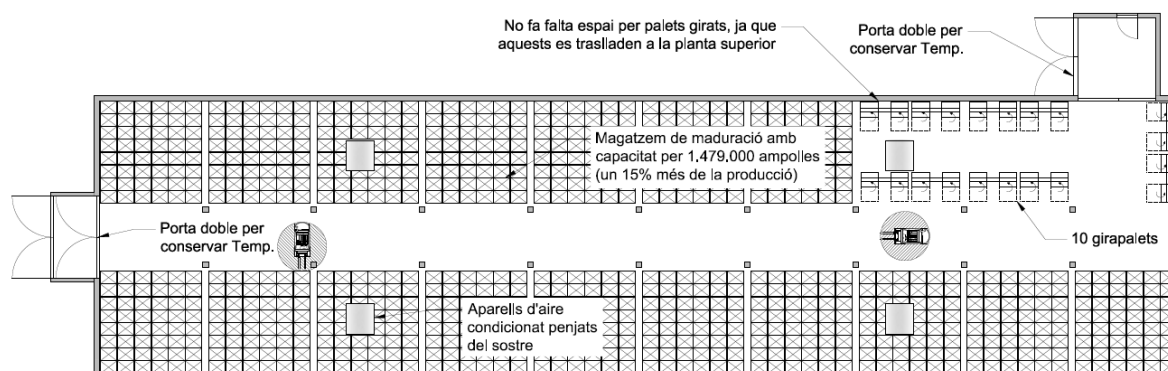 No fa falta espai per palets girats, ja que
aquests es traslladen a la planta superior
Porta doble per
conservar Temp.
Magatzem de maduració amb
capacitat per 1.479.000 ampolles
(un 15% més de la producció)
Porta doble per
conservar Temp.
10 girapalets
Aparells d'aire
condicionat penjats
del sostre